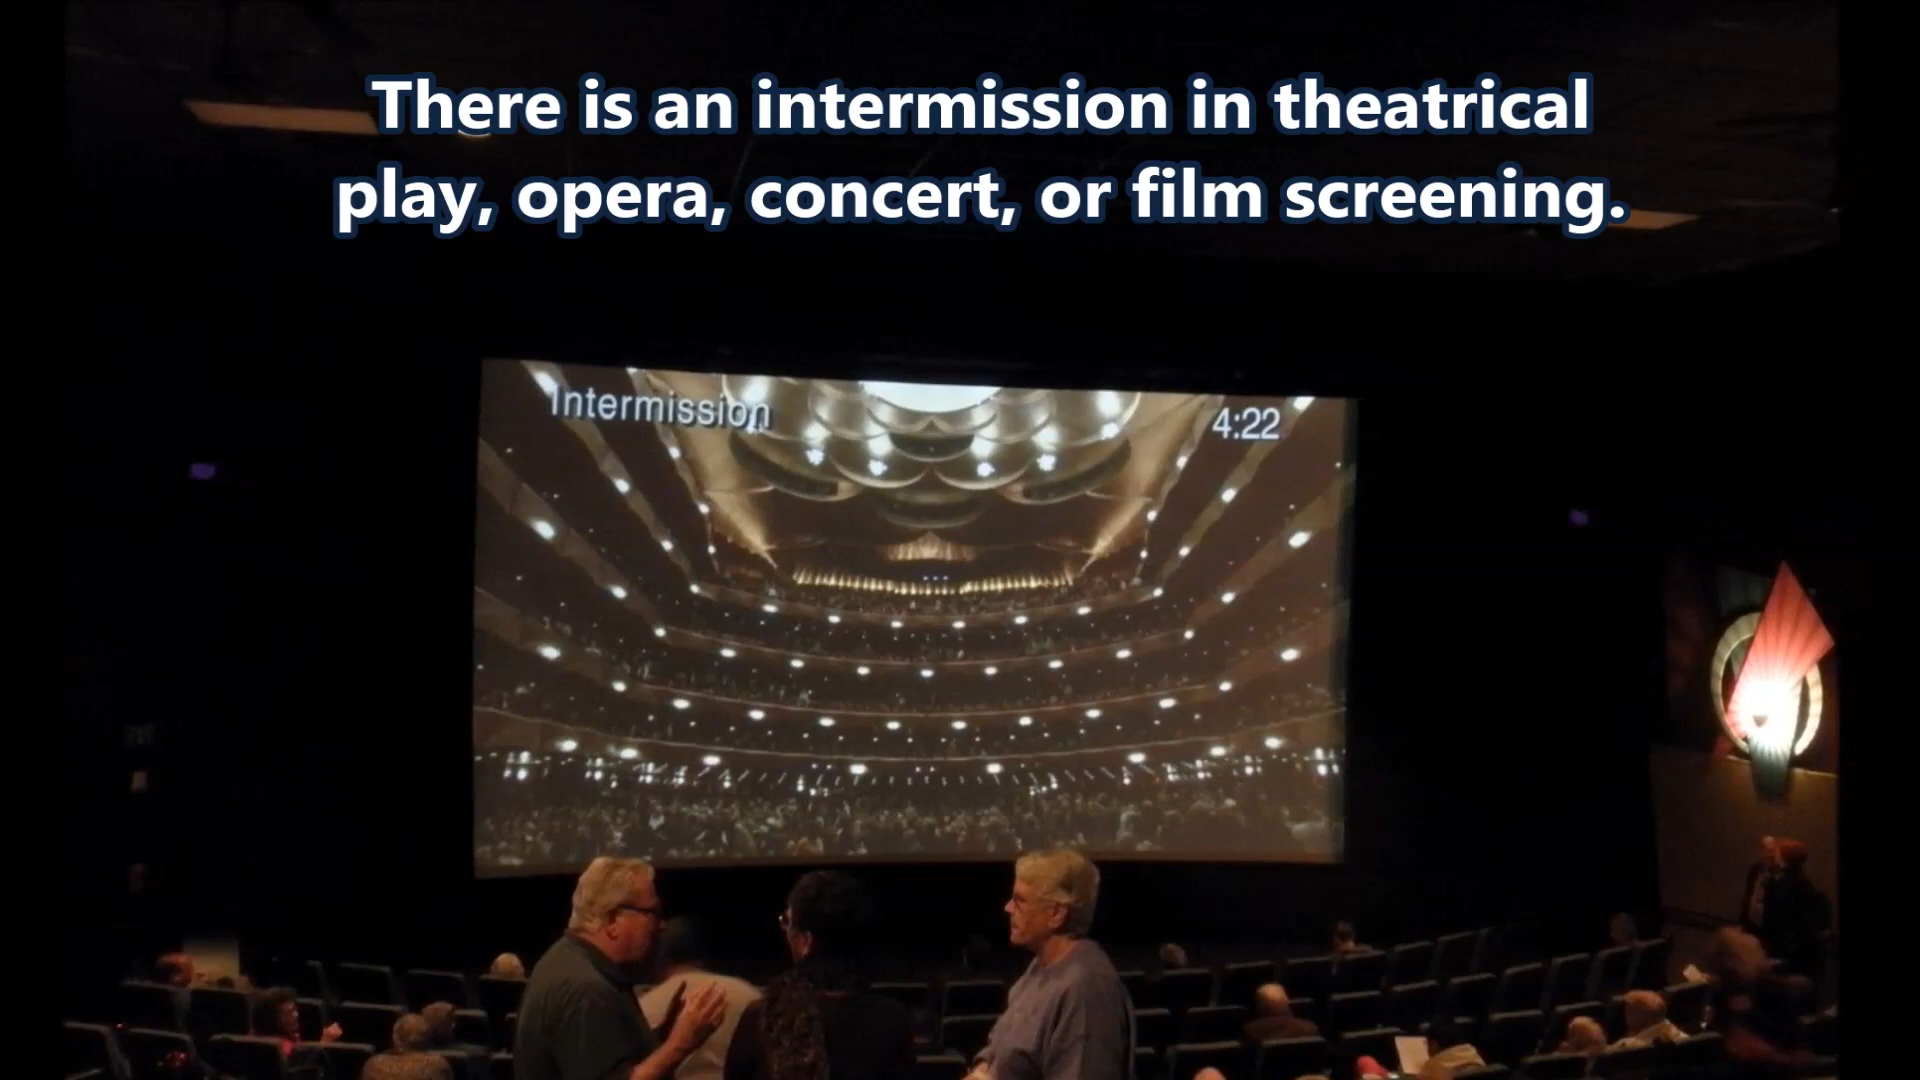 There is an intermission in theatrical
play, opera, concert, or film screening.
Intermission 4:22